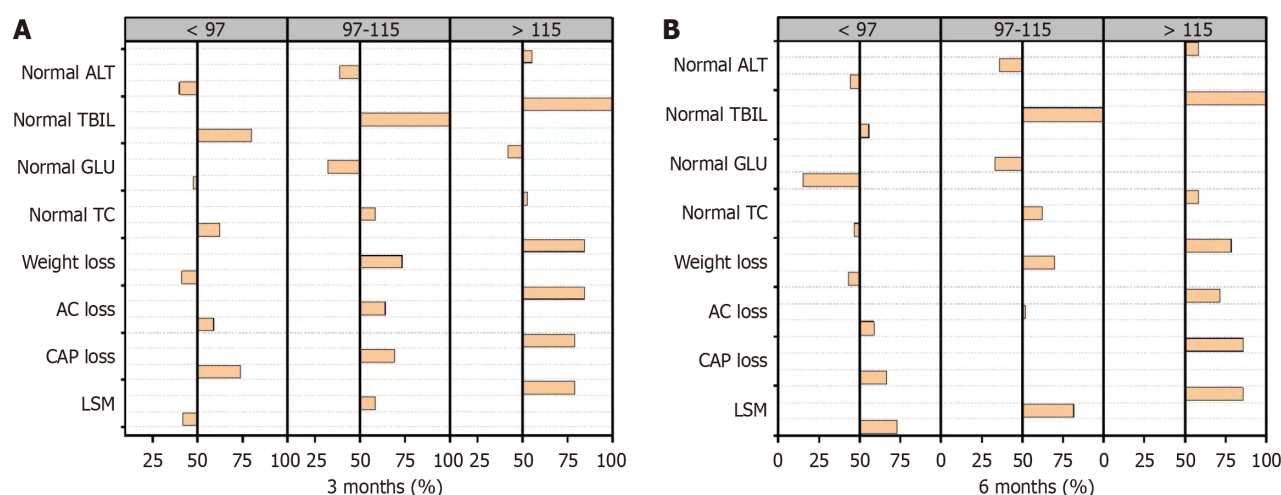 A
< 97 97-115 > 115
Normal ALT
Normal TBIL
Normal GLU
Normal TC
Weight loss
AC loss
CAP loss
LSM
25 50 75 100 25 50 75 100 25 50 75 100
3 months (%)
B
< 97 97-115 > 115
Normal ALT
Normal TBIL
Normal GLU
Normal TC
Weight loss
AC loss
CAP loss
LSM
0 25 50 75 0 25 50 75 0 25 50 75 100
6 months (%)